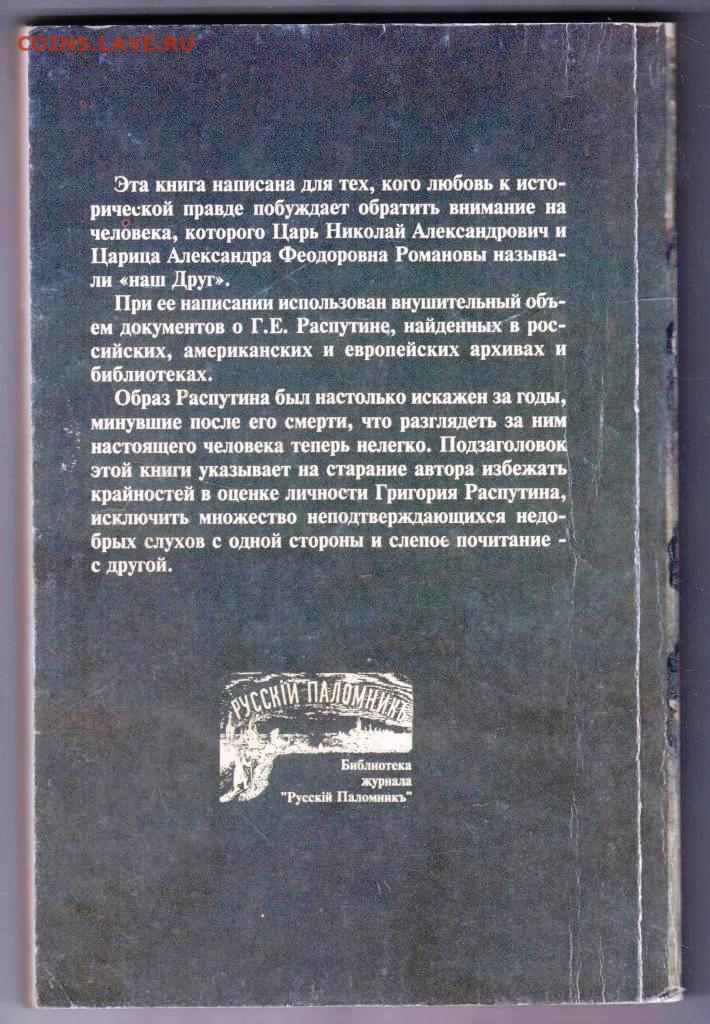 COINS.LAVE.RU
Эта книга написана для тех, кого любовь к исто-
рической правде побуждает обратить внимание на
человека, которого Царь Николай Александрович и
Царица Александра Феодоровна Романовы называ-
ли «наш Друг».
При ее написании использован внушительный объ-
ем документов о Г.Е. Распутине, найденных в рос-
сийских, американских и европейских архивах и
библиотеках.
Образ Распутина был настолько искажен за годы,
минувшие после его смерти, что разглядеть за ним
настоящего человека теперь нелегко. Подзаголовок
этой книги указывает на старание автора избежать
крайностей в оценке личности Григория Распутина,
исключить множество неподтверждающихся недо-
брых слухов с одной стороны и слепое почитание -
с другой.
РУССКІЙ ПАЛОМНИКЪ
Библиотека
журнала
"Русскій Паломникъ"